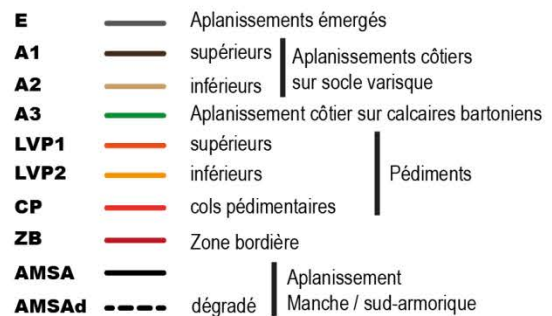 E Aplanissements émergés
A1 supérieurs
Aplanissements côtiers
A2 inférieurs
sur socle varisque
A3 Aplanissement côtier sur calcaires bartoniens
LVP1 supérieurs
LVP2 inférieurs Pédiments
CP cols pédimentaires
ZB Zone bordière
AMSA
Aplanissement
AMSAd dégradé Manche / sud-armorique